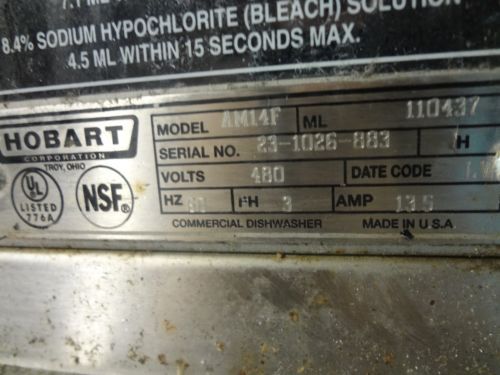 8.4% SODIUM HYPOCHLORITE (BLEACH) SOLUTION
4.5 ML WITHIN 15 SECONDS MAX.
HOBART
CORPORATION
TROY, OHIO
UL
LISTED
776A
NSF®
MODEL AM14F ML 110437
SERIAL NO. 23-1026-883 H
VOLTS 480 DATE CODE
HZ PH 3 AMP 13.5
COMMERCIAL DISHWASHER MADE IN U.S.A